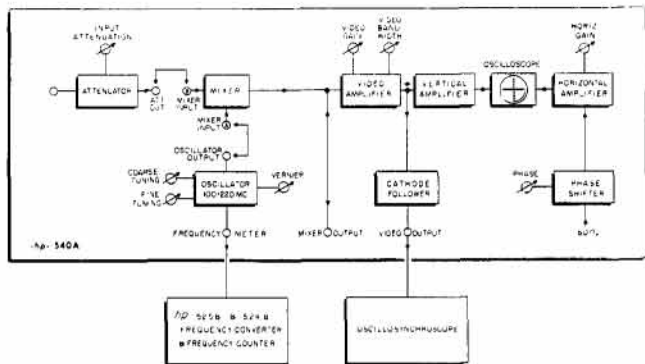 INPUT
ATTENUATION
VIDEO
GAIN
VIDEO
BAND
WIDTH
HORIZ
GAIN
OSCILLOSCOPE
ATTENUATOR
ATT
OUT
MIXER
INPUT
MIXER
VIDEO
AMPLIFIER
VERTICAL
AMPLIFIER
HORIZONTAL
AMPLIFIER
MIXER
INPUT
OSCILLATOR
OUTPUT
COARSE
TUNING
FINE
TUNING
OSCILLATOR
100-220 MC
VERNIER
CATHODE
FOLLOWER
PHASE
PHASE
SHIFTER
-hp- 540A
FREQUENCY METER
MIXER OUTPUT
VIDEO OUTPUT
hp 525B & 524B
FREQUENCY CONVERTER
& FREQUENCY COUNTER
OSCILLOSYNCHROSCOPE